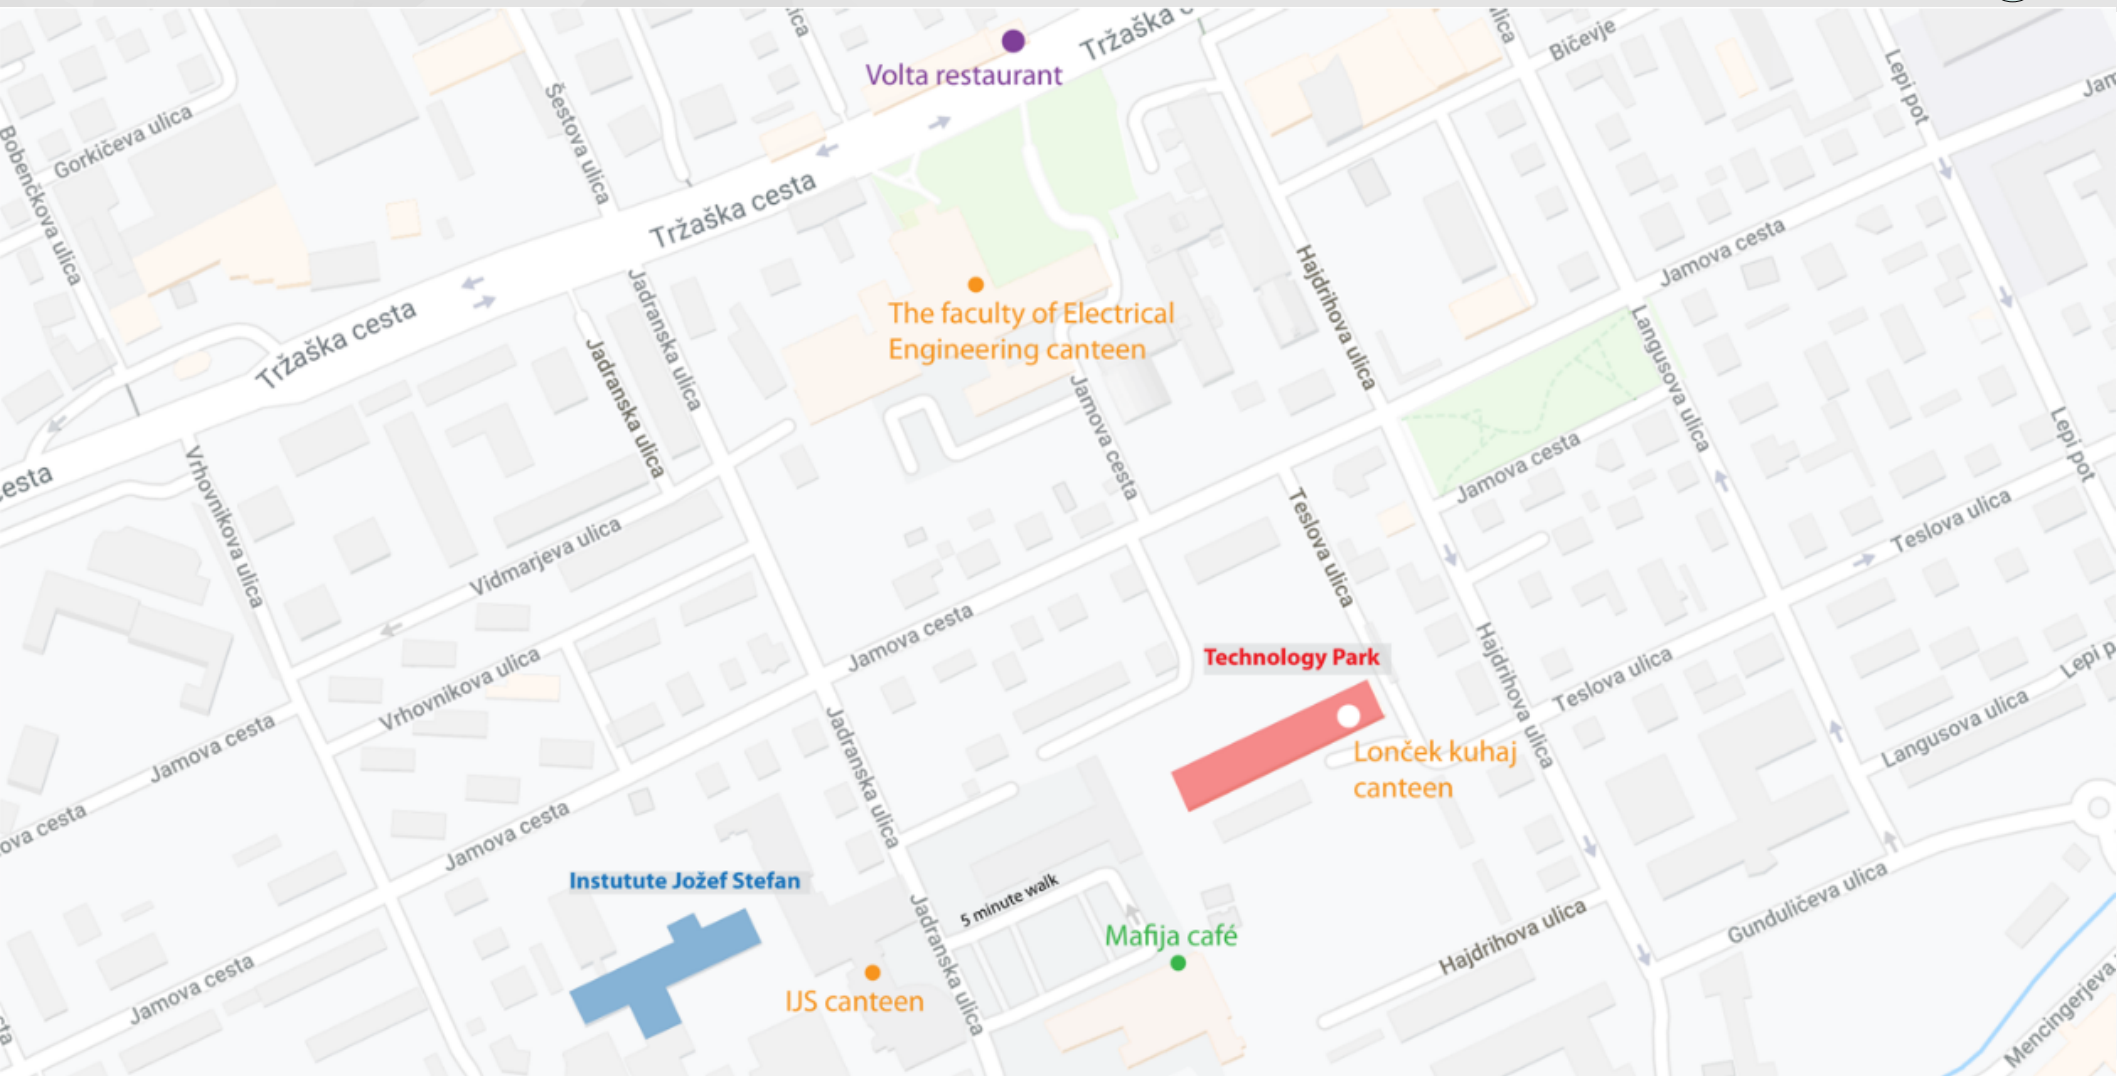 Tržaška c
Volta restaurant
Bičevje
Lepi pot
Jam
Šestova ulica
Gorkičeva ulica
Bobenčkova ulica
Tržaška cesta
Jamova cesta
Hajdrihova ulica
Jadranska ulica
The faculty of Electrical
Engineering canteen
Tržaška cesta
Jadranska ulica
Langusova ulica
Jamova cesta
Jamova cesta
Lepi pot
esta
Vrhovnikova ulica
Teslova ulica
Teslova ulica
Vidmarjeva ulica
Jamova cesta
Technology Park
Hajdrihova ulica
Teslova ulica
Lepi p
Vrhovnikova ulica
Jamova cesta
Langusova ulica
Jadranska ulica
Lonček kuhaj
canteen
ova cesta
Jamova cesta
Instutute Jožef Stefan
5 minute walk
Gundulićeva ulica
Mafija café
Hajdrihova ulica
Jadranska ulica
IJS canteen
Jamova cesta
Mencingerjeva